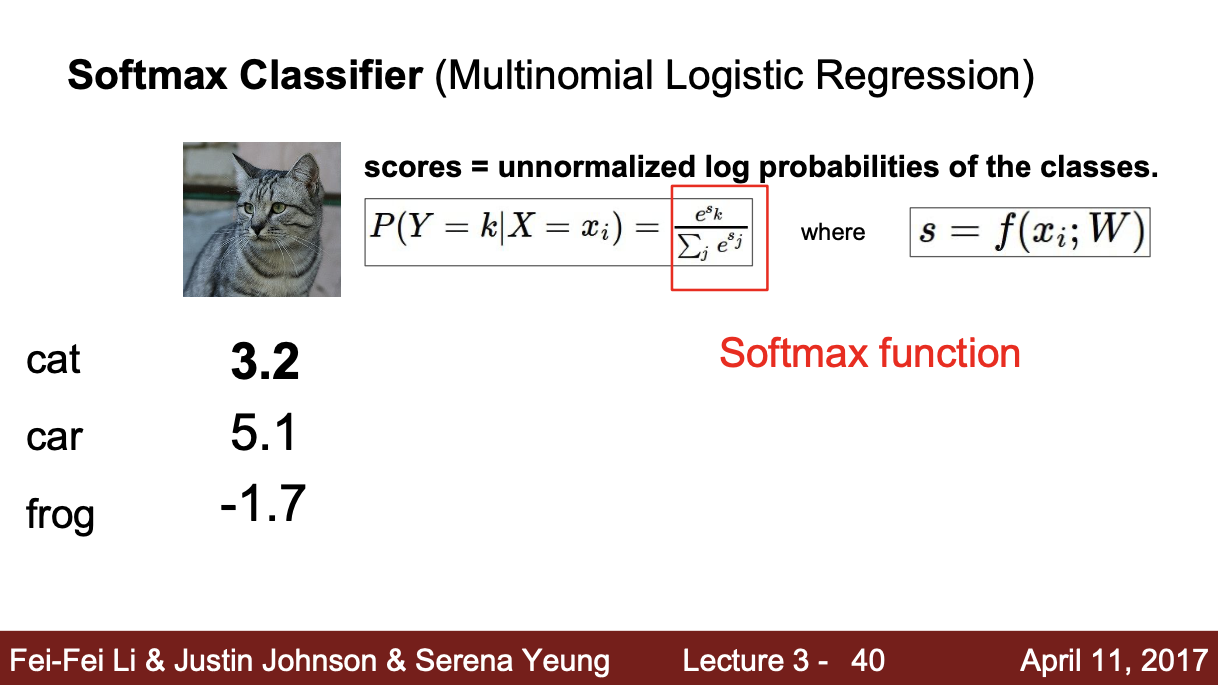 Softmax Classifier (Multinomial Logistic Regression)
scores = unnormalized log probabilities of the classes.
P(Y = k|X = x_i) = \frac{e^{s_k}}{\sum_j e^{s_j}} where s = f(x_i; W)
Softmax function
cat 3.2
car 5.1
frog -1.7
Fei-Fei Li & Justin Johnson & Serena Yeung Lecture 3 - 40 April 11, 2017